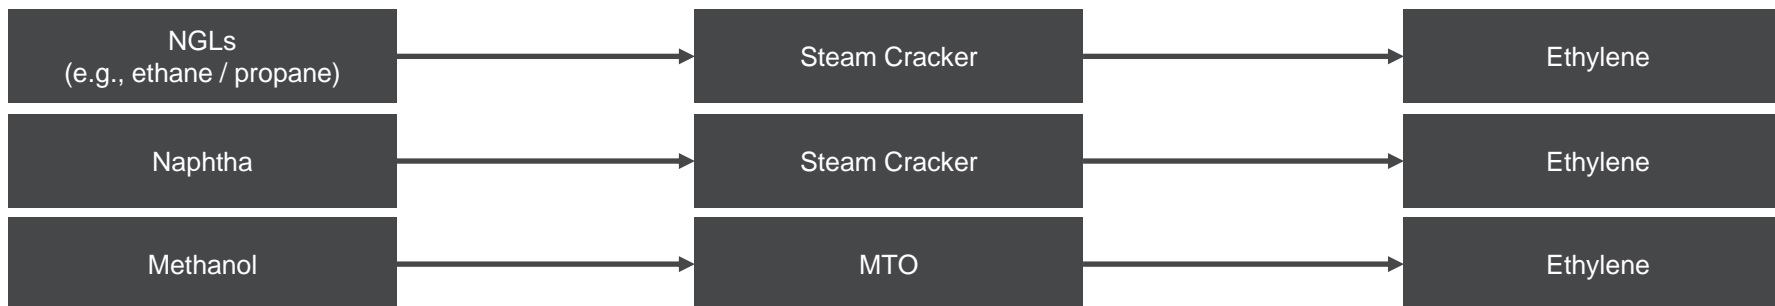 NGLs
(e.g., ethane / propane)
Steam Cracker
Ethylene
Naphtha
Steam Cracker
Ethylene
Methanol
MTO
Ethylene